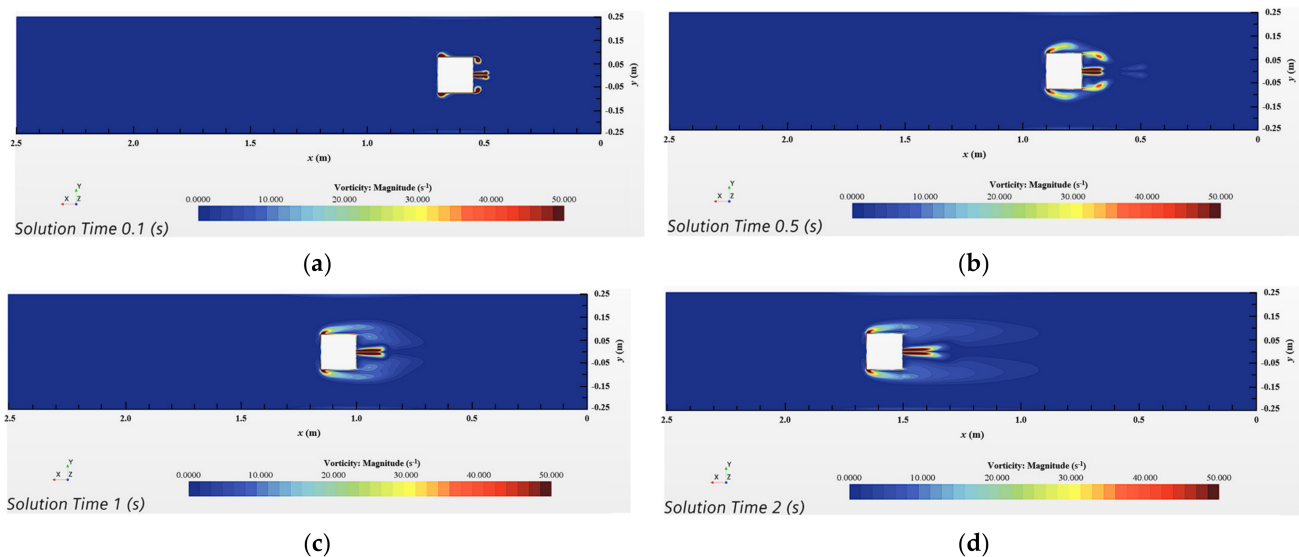 0.25
0.15
0.05
-0.05
-0.15
-0.25
y (m)
2.5 2.0 1.5 1.0 0.5 0
x (m)
Vorticity: Magnitude (s-1)
0.0000 10.000 20.000 30.000 40.000 50.000
X Y Z
Solution Time 0.1 (s)
(a)
0.25
0.15
0.05
-0.05
-0.15
-0.25
y (m)
2.5 2.0 1.5 1.0 0.5 0
x (m)
Vorticity: Magnitude (s-1)
0.0000 10.000 20.000 30.000 40.000 50.000
X Y Z
Solution Time 0.5 (s)
(b)
0.25
0.15
0.05
-0.05
-0.15
-0.25
y (m)
2.5 2.0 1.5 1.0 0.5 0
x (m)
Vorticity: Magnitude (s-1)
0.0000 10.000 20.000 30.000 40.000 50.000
X Y Z
Solution Time 1 (s)
(c)
0.25
0.15
0.05
-0.05
-0.15
-0.25
y (m)
2.5 2.0 1.5 1.0 0.5 0
x (m)
Vorticity: Magnitude (s-1)
0.0000 10.000 20.000 30.000 40.000 50.000
X Y Z
Solution Time 2 (s)
(d)